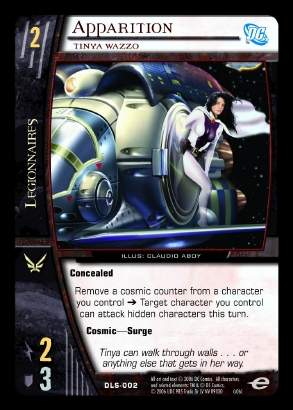 2
APPARITION
TINYA WAZZO
DC
LEGIONNAIRES
ILLUS: CLAUDIO ABOY
Concealed
Remove a cosmic counter from a character
you control ➔ Target character you control
can attack hidden characters this turn.
Cosmic—Surge
2
3
Tinya can walk through walls . . . or
anything else that gets in her way.
DLS-002